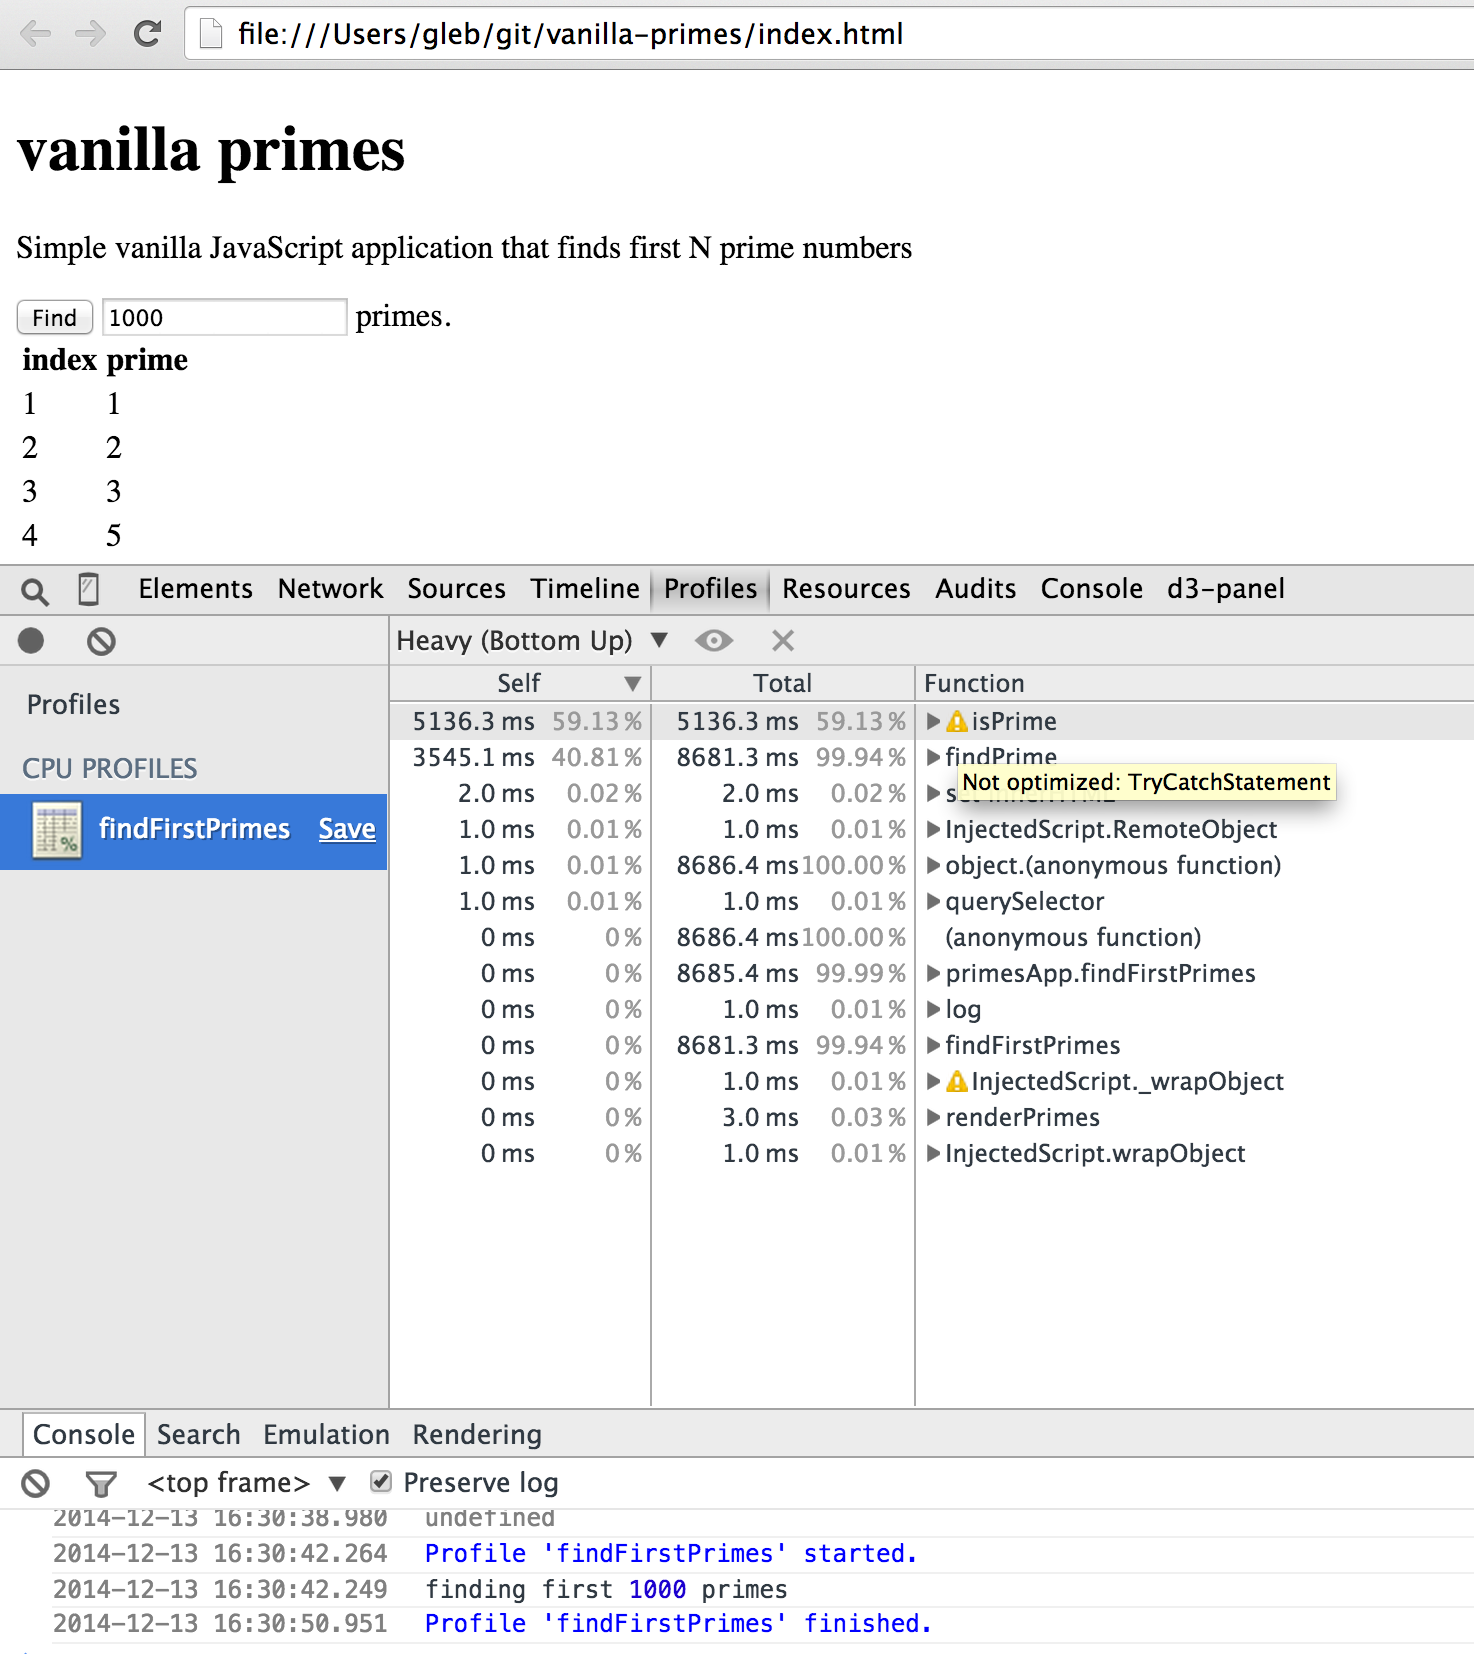 file:///Users/gleb/git/vanilla-primes/index.html
vanilla primes
Simple vanilla JavaScript application that finds first N prime numbers
Find 1000 primes.
index prime
1 1
2 2
3 3
4 5
Elements Network Sources Timeline Profiles Resources Audits Console d3-panel
Heavy (Bottom Up)
Profiles
CPU PROFILES
findFirstPrimes Save
Self Total Function
5136.3 ms 59.13 % 5136.3 ms 59.13 % isPrime
3545.1 ms 40.81 % 8681.3 ms 99.94 % findPrime
Not optimized: TryCatchStatement
2.0 ms 0.02 % 2.0 ms 0.02 %
1.0 ms 0.01 % 1.0 ms 0.01 % InjectedScript.RemoteObject
1.0 ms 0.01 % 8686.4 ms 100.00 % object.(anonymous function)
1.0 ms 0.01 % 1.0 ms 0.01 % querySelector
0 ms 0 % 8686.4 ms 100.00 % (anonymous function)
0 ms 0 % 8685.4 ms 99.99 % primesApp.findFirstPrimes
0 ms 0 % 1.0 ms 0.01 % log
0 ms 0 % 8681.3 ms 99.94 % findFirstPrimes
0 ms 0 % 1.0 ms 0.01 % InjectedScript._wrapObject
0 ms 0 % 3.0 ms 0.03 % renderPrimes
0 ms 0 % 1.0 ms 0.01 % InjectedScript.wrapObject
Console Search Emulation Rendering
<top frame> Preserve log
2014-12-13 16:30:38.980 undefined
2014-12-13 16:30:42.264 Profile 'findFirstPrimes' started.
2014-12-13 16:30:42.249 finding first 1000 primes
2014-12-13 16:30:50.951 Profile 'findFirstPrimes' finished.